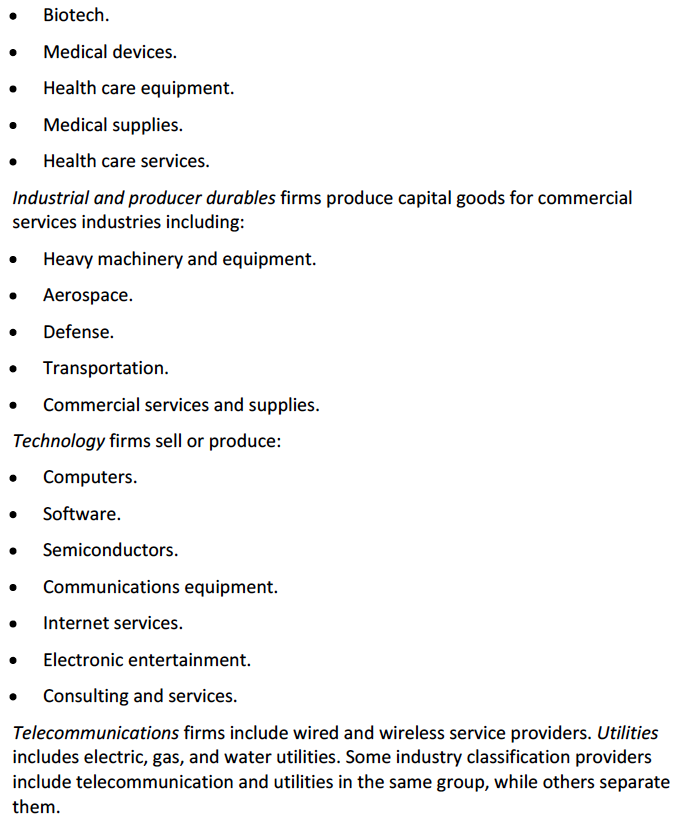 • Biotech.
• Medical devices.
• Health care equipment.
• Medical supplies.
• Health care services.
Industrial and producer durables firms produce capital goods for commercial
services industries including:
• Heavy machinery and equipment.
• Aerospace.
• Defense.
• Transportation.
• Commercial services and supplies.
Technology firms sell or produce:
• Computers.
• Software.
• Semiconductors.
• Communications equipment.
• Internet services.
• Electronic entertainment.
• Consulting and services.
Telecommunications firms include wired and wireless service providers. Utilities
includes electric, gas, and water utilities. Some industry classification providers
include telecommunication and utilities in the same group, while others separate
them.